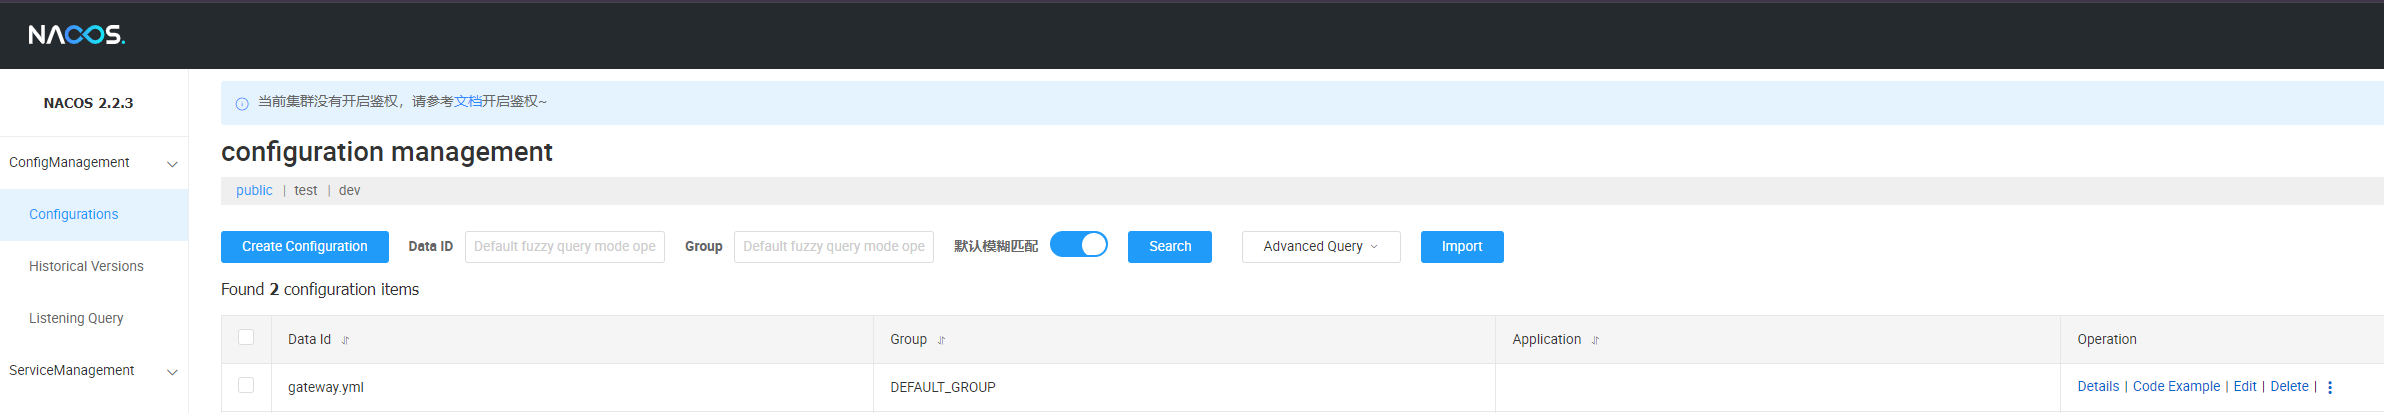 NACOS.
NACOS 2.2.3
当前集群没有开启鉴权，请参考文档开启鉴权~
configuration management
ConfigManagement
public | test | dev
Configurations
Create Configuration Data ID Default fuzzy query mode ope Group Default fuzzy query mode ope 默认模糊匹配 Search Advanced Query Import
Historical Versions
Found 2 configuration items
Listening Query
Data Id Group Application Operation
ServiceManagement
gateway.yml DEFAULT_GROUP Details | Code Example | Edit | Delete |